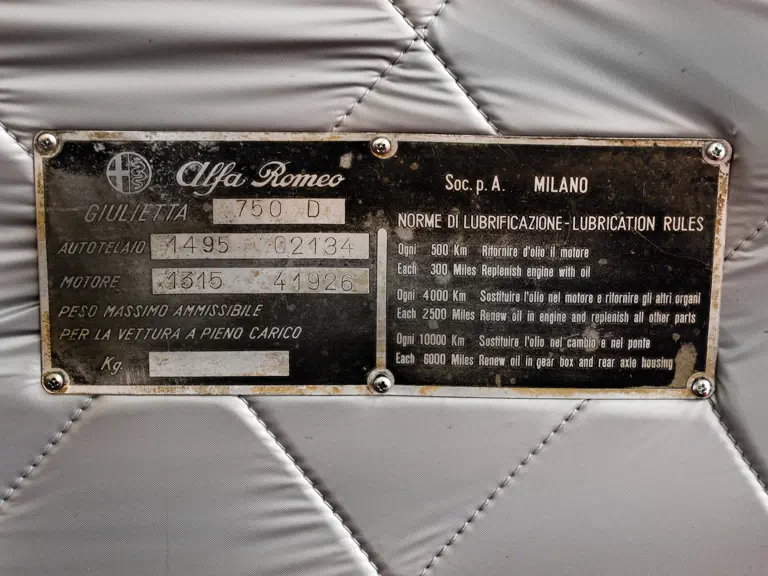 Alfa Romeo
GIULIETTA 750 D
AUTOTELAIO 1495 02134
MOTORE 1315 41926
PESO MASSIMO AMMISSIBILE
PER LA VETTURA A PIENO CARICO
Kg.
Soc. p. A. MILANO
NORME DI LUBRIFICAZIONE - LUBRICATION RULES
Ogni 500 Km Rifornire d'olio il motore
Each 300 Miles Replenish engine with oil
Ogni 4000 Km Sostituire l'olio nel motore e rifornire gli altri organi
Each 2500 Miles Renew oil in engine and replenish all other parts
Ogni 10000 Km Sostituire l'olio nel cambio e nel ponte
Each 6000 Miles Renew oil in gear box and rear axle housing